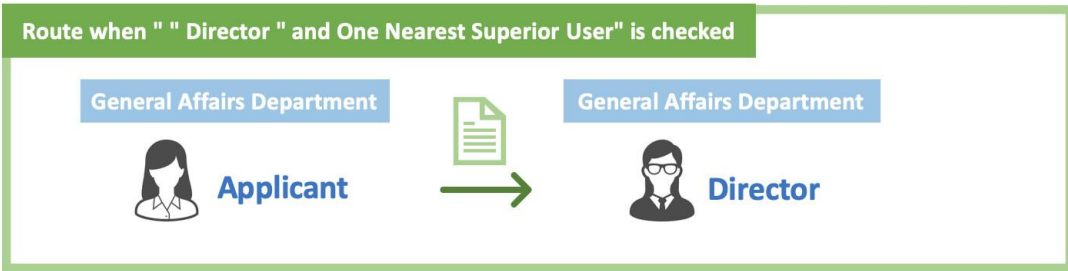 Route when " " Director " and One Nearest Superior User" is checked
General Affairs Department
General Affairs Department
Applicant
Director